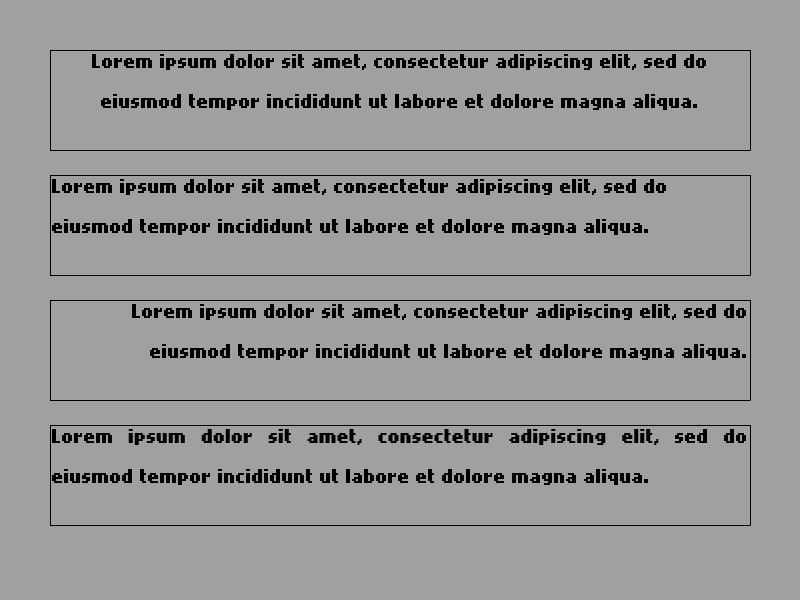 Lorem ipsum dolor sit amet, consectetur adipiscing elit, sed do
eiusmod tempor incididunt ut labore et dolore magna aliqua.
Lorem ipsum dolor sit amet, consectetur adipiscing elit, sed do
eiusmod tempor incididunt ut labore et dolore magna aliqua.
Lorem ipsum dolor sit amet, consectetur adipiscing elit, sed do
eiusmod tempor incididunt ut labore et dolore magna aliqua.
Lorem ipsum dolor sit amet, consectetur adipiscing elit, sed do
eiusmod tempor incididunt ut labore et dolore magna aliqua.